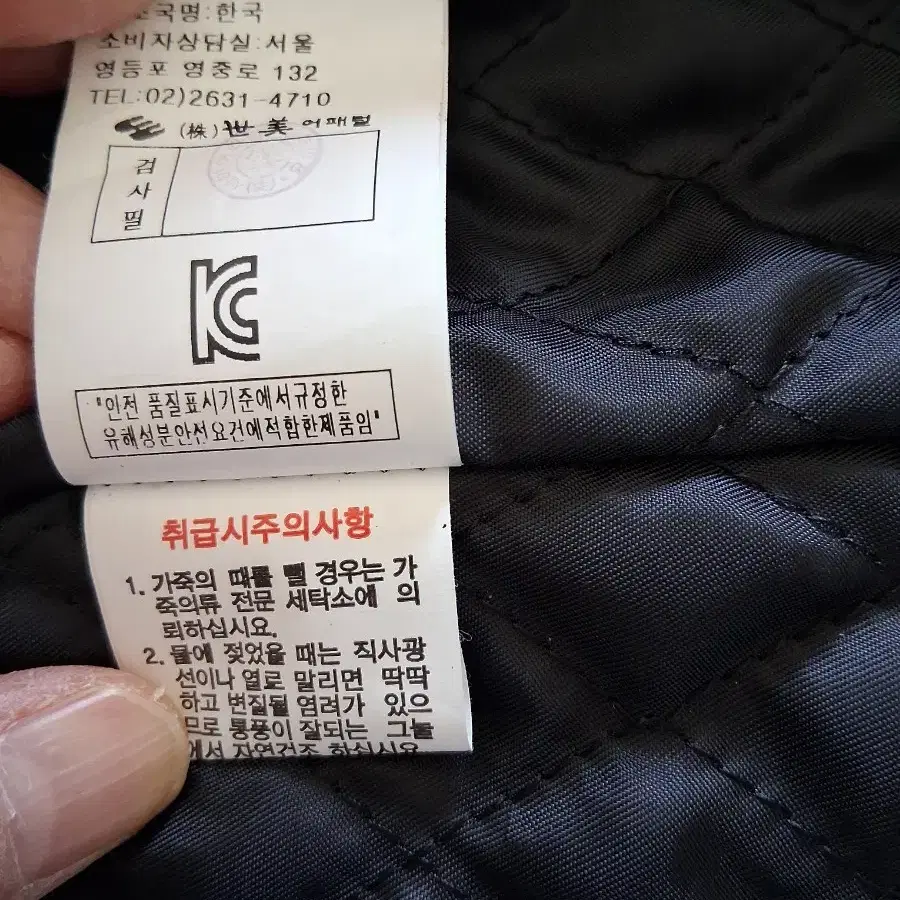 조국명:한국
소비자상담실:서울
영등포 영중로 132
TEL:02)2631-4710
(株)世美어패럴
검
사
필
"안전 품질표시기준에서규정한
유해성분안전요건에적합한제품임"
취급시주의사항
1. 가죽의 때를 뺄 경우는 가
죽의류 전문 세탁소에 의
뢰하십시요.
2. 물에 젖었을 때는 직사광
선이나 열로 말리면 딱딱
하고 변질될 염려가 있으
므로 통풍이 잘되는 그늘
에서 자연건조 하십시요